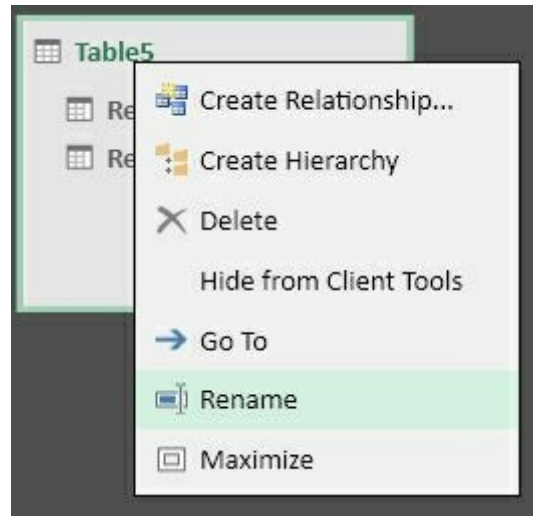 Table5
Re
Re
Create Relationship...
Create Hierarchy
Delete
Hide from Client Tools
Go To
Rename
Maximize